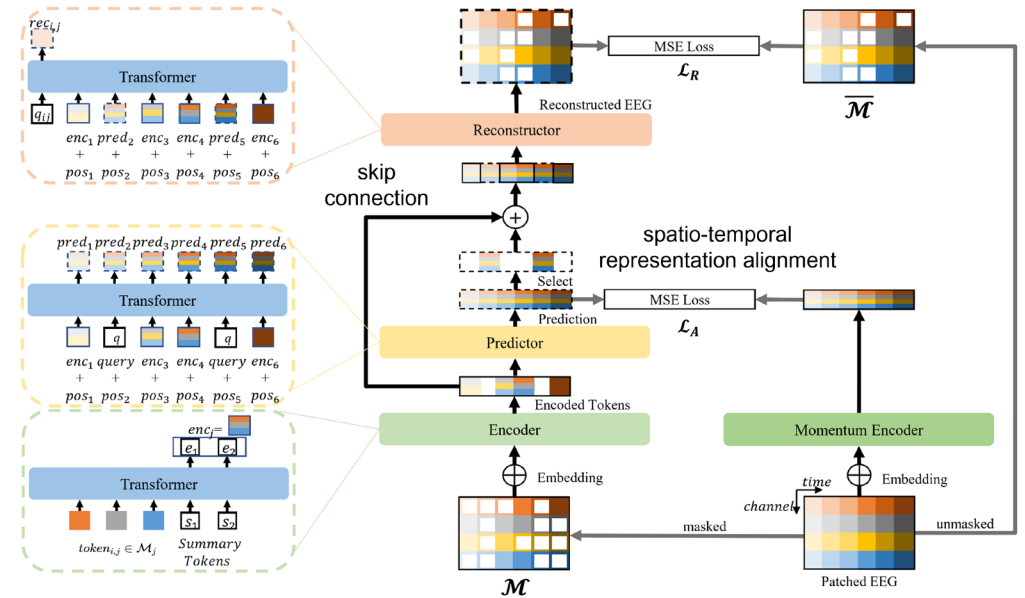 rec_{i,j}
Transformer
q_{ij} enc_1 pred_2 enc_3 enc_4 pred_5 enc_6
+ + + + + +
pos_1 pos_2 pos_3 pos_4 pos_5 pos_6
MSE Loss
ℒ_R
\overline{ℳ}
Reconstructed EEG
Reconstructor
skip
connection
+
spatio-temporal
representation alignment
Select
MSE Loss
ℒ_A
Prediction
Predictor
Encoded Tokens
pred_1 pred_2 pred_3 pred_4 pred_5 pred_6
Transformer
q q
enc_1 query enc_3 enc_4 query enc_6
+ + + + + +
pos_1 pos_2 pos_3 pos_4 pos_5 pos_6
Encoder
Momentum Encoder
enc_j=
e_1 e_2
Transformer
s_1 s_2
token_{i,j} ∈ ℳ_j
Summary
Tokens
Embedding
Embedding
time
channel
masked
unmasked
ℳ
Patched EEG